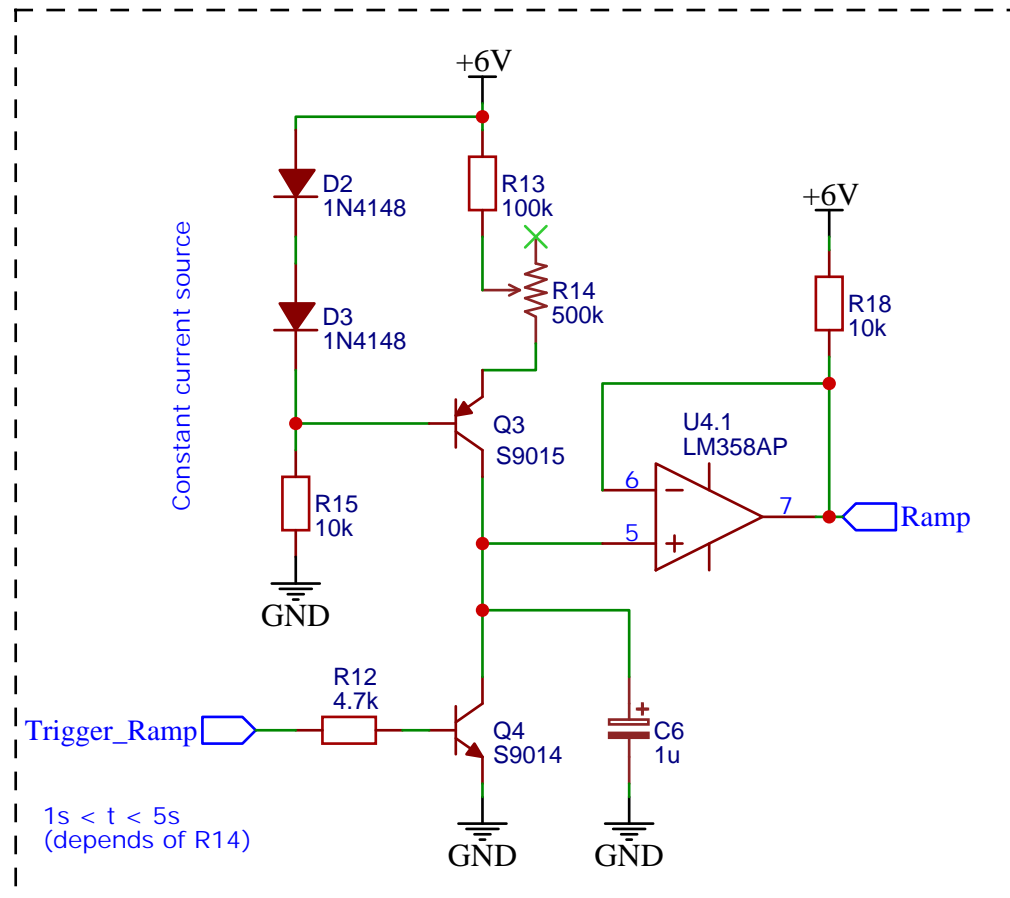 +6V
D2
1N4148
R13
100k
+6V
Constant current source
R14
500k
R18
10k
D3
1N4148
Q3
S9015
U4.1
LM358AP
6
7
5
Ramp
R15
10k
GND
R12
4.7k
Trigger_Ramp
Q4
S9014
C6
1u
1s < t < 5s
(depends of R14)
GND
GND